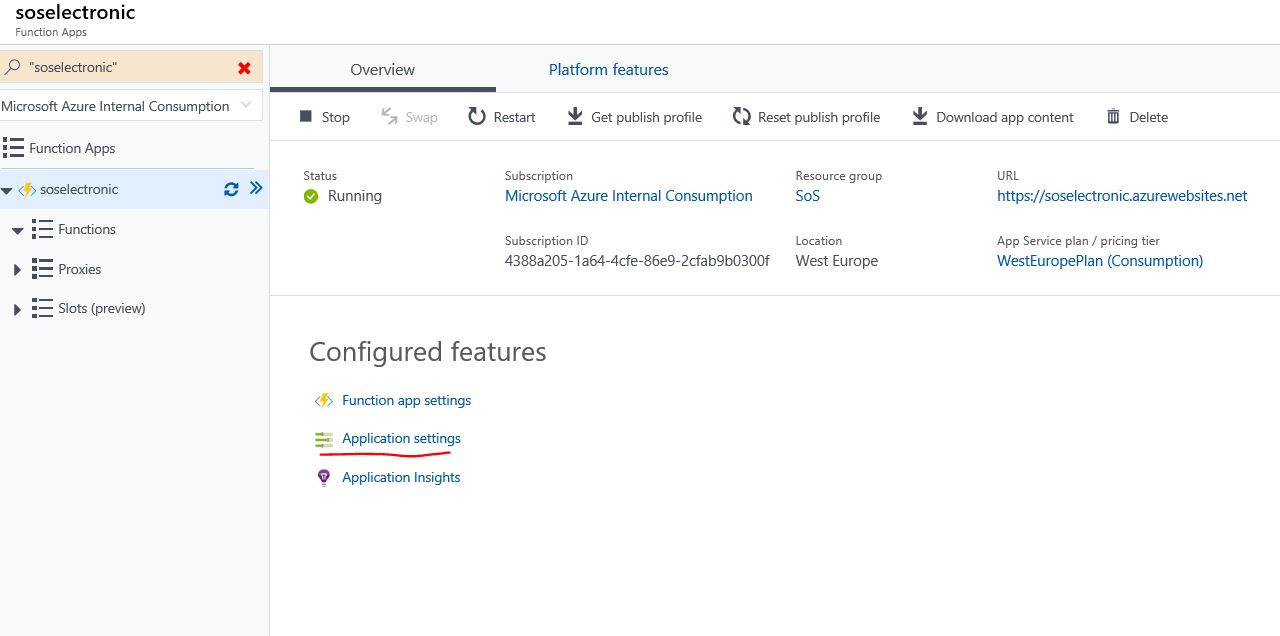 soselectronic
Function Apps
"soselectronic"
Microsoft Azure Internal Consumption
Function Apps
soselectronic
Functions
Proxies
Slots (preview)
Overview Platform features
Stop Swap Restart Get publish profile Reset publish profile Download app content Delete
Status Subscription Resource group URL
Running Microsoft Azure Internal Consumption SoS https://soselectronic.azurewebsites.net
Subscription ID Location App Service plan / pricing tier
4388a205-1a64-4cfe-86e9-2cfab9b0300f West Europe WestEuropePlan (Consumption)
Configured features
Function app settings
Application settings
Application Insights